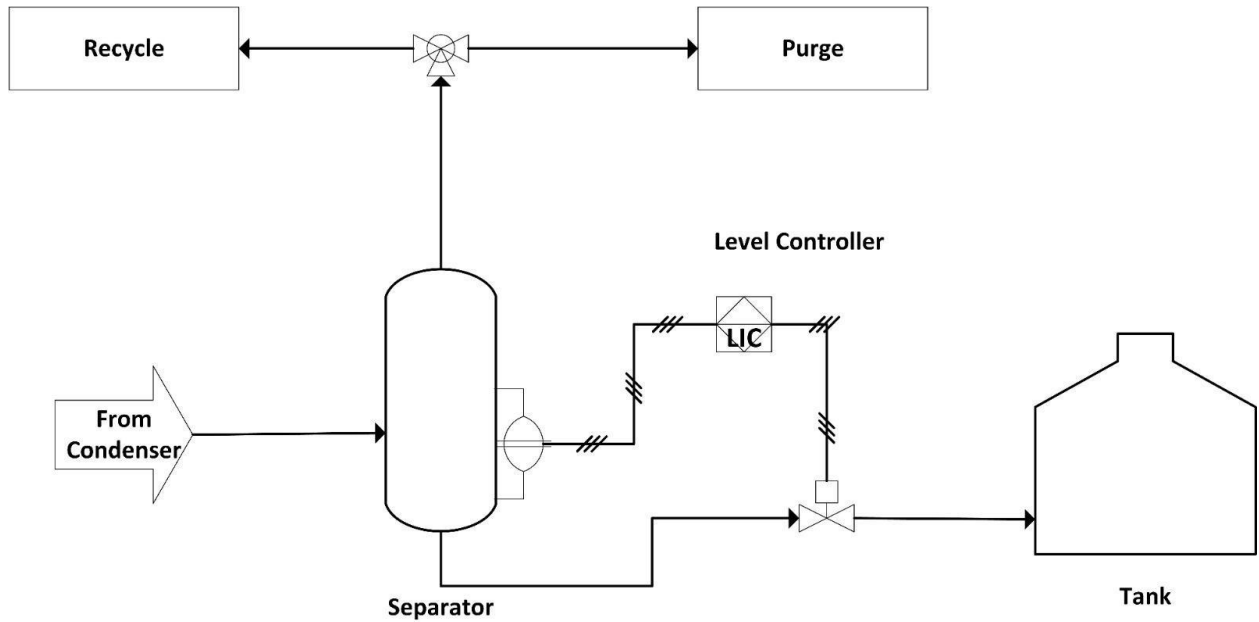 Recycle
Purge
Level Controller
LIC
From
Condenser
Separator
Tank